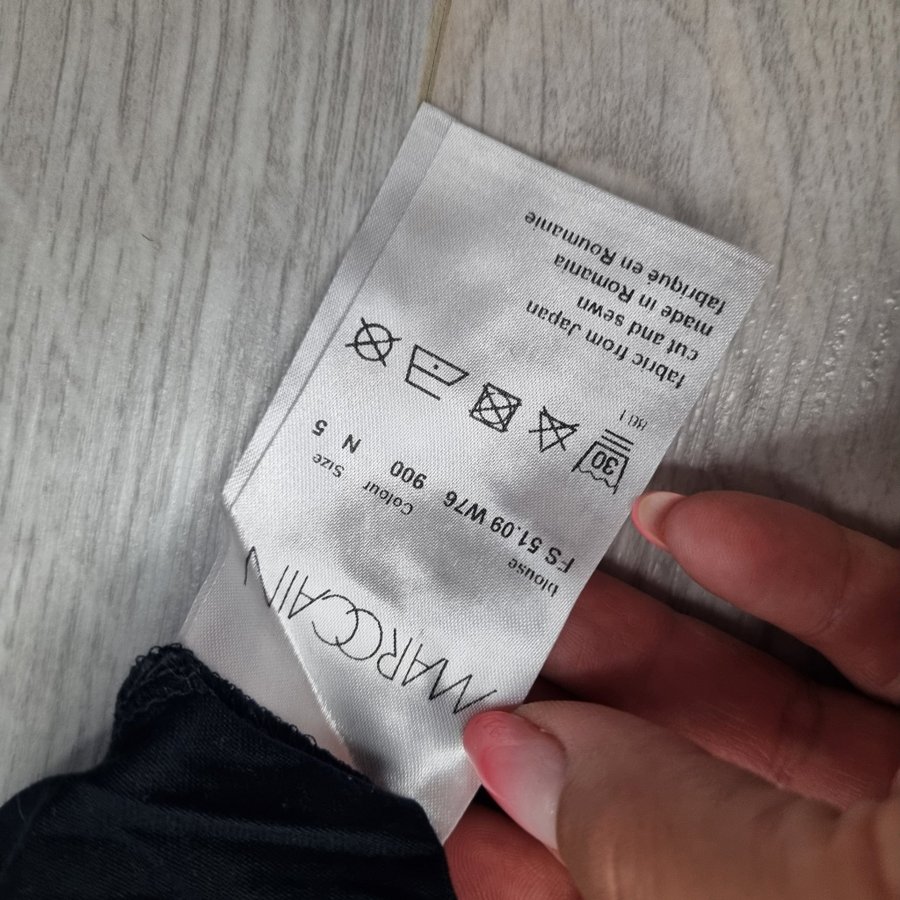 MARCCAIN
blouse
Colour
Size
FS 51.09 W76
900
N 5
30
fabric from Japan
cut and sewn
made in Romania
fabriqué en Roumanie